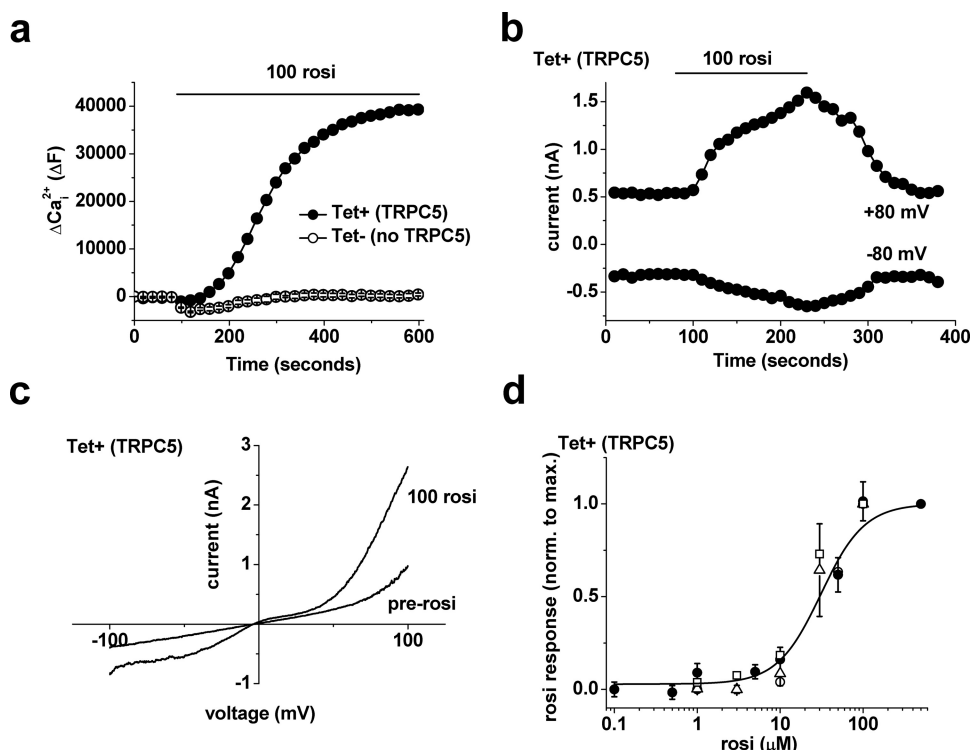 a
100 rosi
40000
30000
20000
10000
0
ΔCa²⁺ᵢ (ΔF)
Tet+ (TRPC5)
Tet- (no TRPC5)
0 200 400 600
Time (seconds)
b
Tet+ (TRPC5)
100 rosi
1.5
1.0
0.5
0.0
-0.5
current (nA)
+80 mV
-80 mV
0 100 200 300 400
Time (seconds)
c
Tet+ (TRPC5)
3
2
1
-1
current (nA)
100 rosi
pre-rosi
-100 100
voltage (mV)
d
Tet+ (TRPC5)
1.0
0.5
0.0
rosi response (norm. to max.)
0.1 1 10 100
rosi (μM)